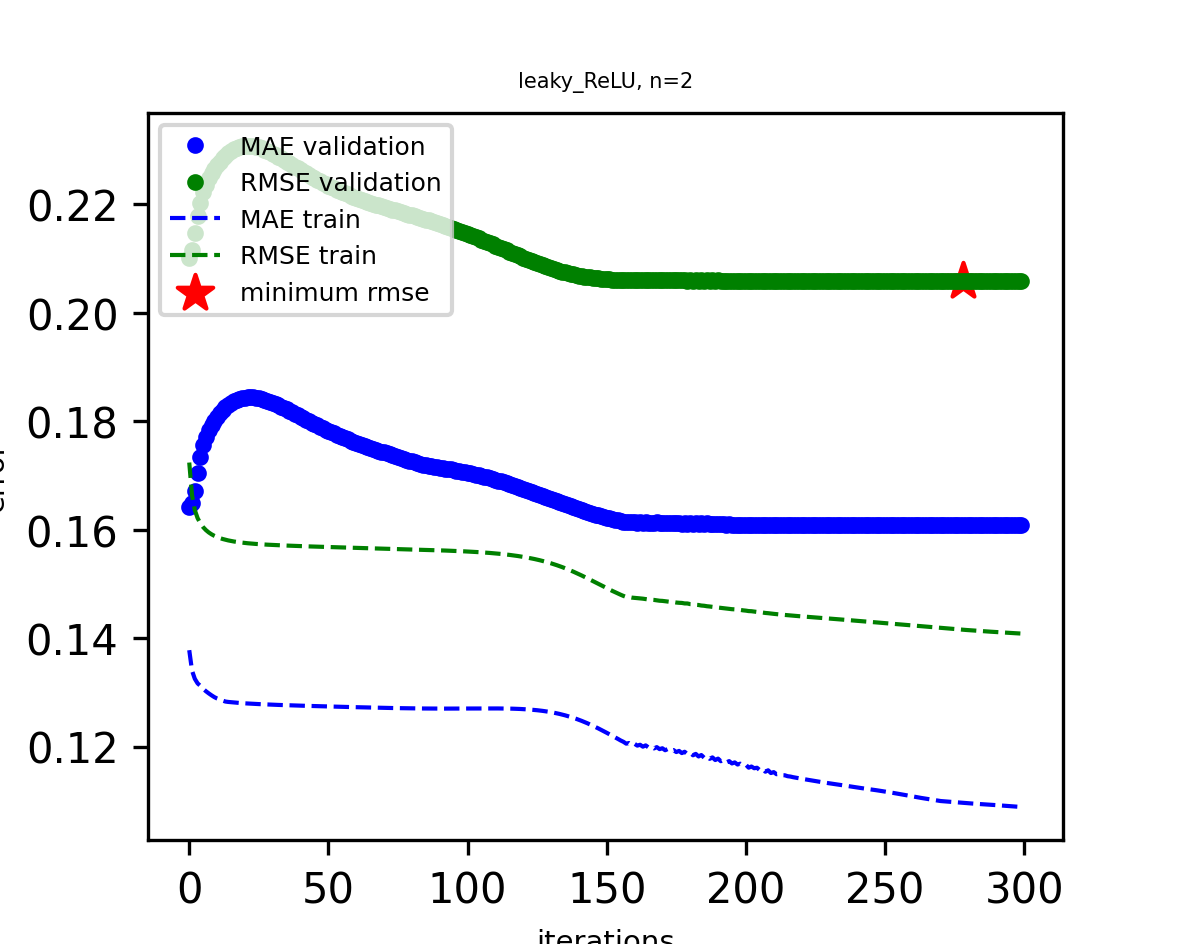 leaky_ReLU, n=2
MAE validation
RMSE validation
MAE train
RMSE train
minimum rmse
0.22
0.20
0.18
0.16
0.14
0.12
0 50 100 150 200 250 300
iterations